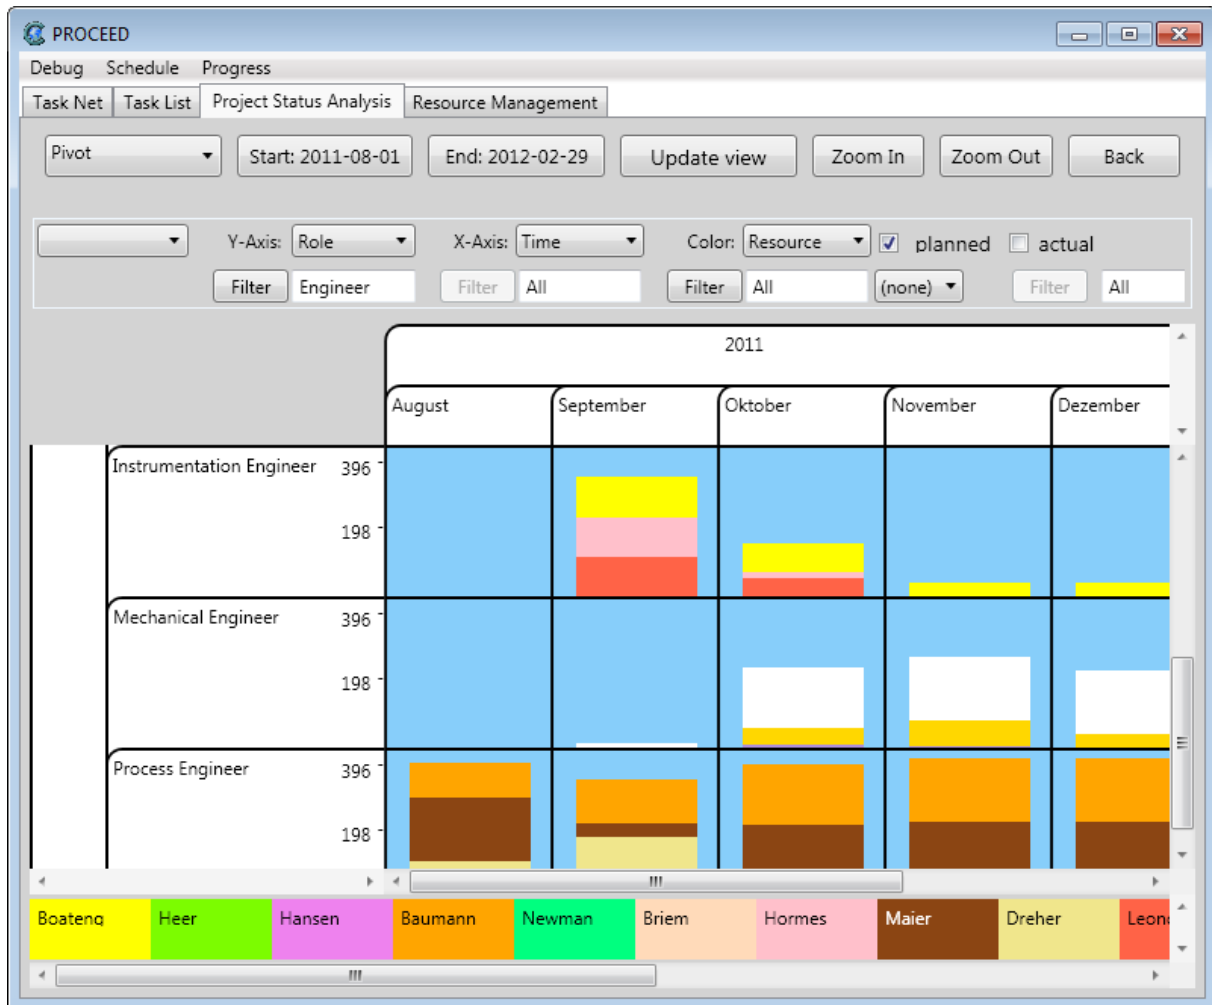 PROCEED
Debug Schedule Progress
Task Net Task List Project Status Analysis Resource Management
Pivot Start: 2011-08-01 End: 2012-02-29 Update view Zoom In Zoom Out Back
Y-Axis: Role X-Axis: Time Color: Resource planned actual
Filter Engineer Filter All Filter All (none) Filter All
2011
August September Oktober November Dezember
Instrumentation Engineer 396
198
Mechanical Engineer 396
198
Process Engineer 396
198
Boateng Heer Hansen Baumann Newman Briem Hormes Maier Dreher